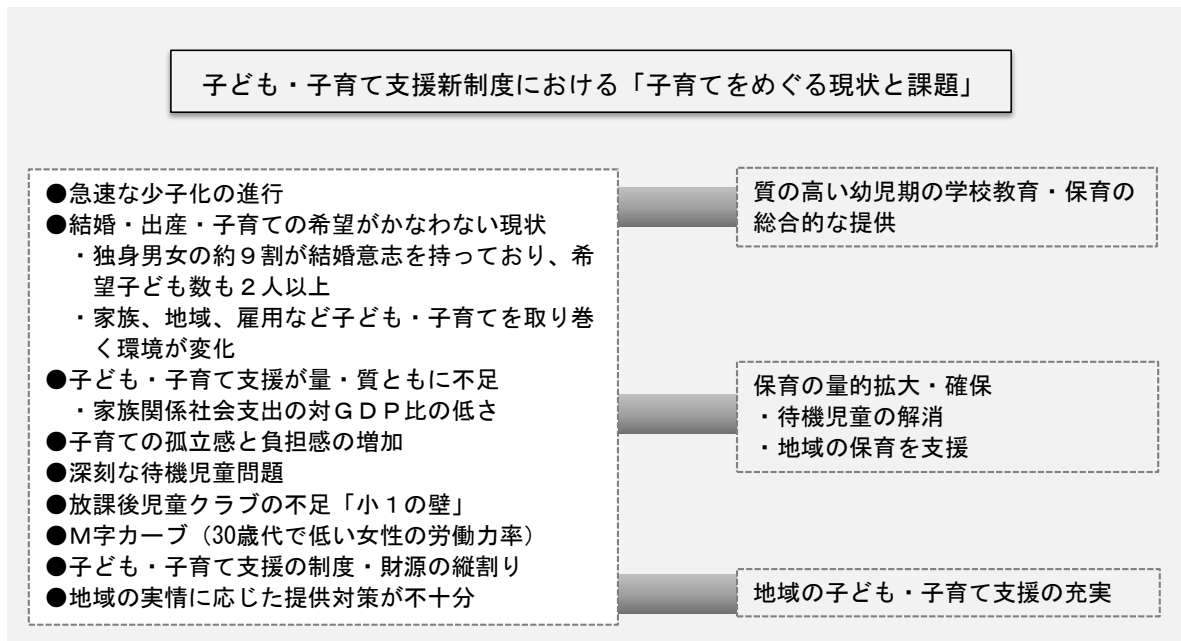 子ども・子育て支援新制度における「子育てをめぐる現状と課題」
●急速な少子化の進行
●結婚・出産・子育ての希望がかなわない現状
・独身男女の約９割が結婚意志を持っており、希
望子ども数も２人以上
・家族、地域、雇用など子ども・子育てを取り巻
く環境が変化
●子ども・子育て支援が量・質ともに不足
・家族関係社会支出の対ＧＤＰ比の低さ
●子育ての孤立感と負担感の増加
●深刻な待機児童問題
●放課後児童クラブの不足「小１の壁」
●Ｍ字カーブ（30歳代で低い女性の労働力率）
●子ども・子育て支援の制度・財源の縦割り
●地域の実情に応じた提供対策が不十分
質の高い幼児期の学校教育・保育の
総合的な提供
保育の量的拡大・確保
・待機児童の解消
・地域の保育を支援
地域の子ども・子育て支援の充実